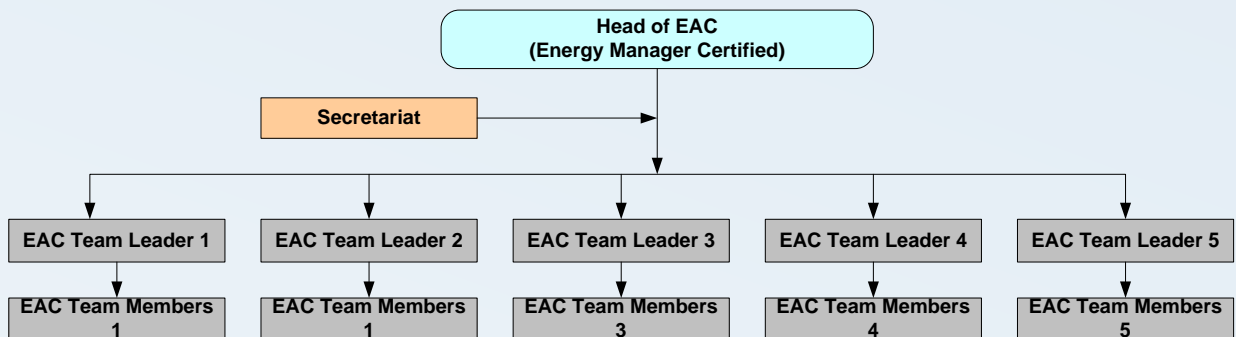 Head of EAC
(Energy Manager Certified)
Secretariat
EAC Team Leader 1
EAC Team Leader 2
EAC Team Leader 3
EAC Team Leader 4
EAC Team Leader 5
EAC Team Members
1
EAC Team Members
1
EAC Team Members
3
EAC Team Members
4
EAC Team Members
5